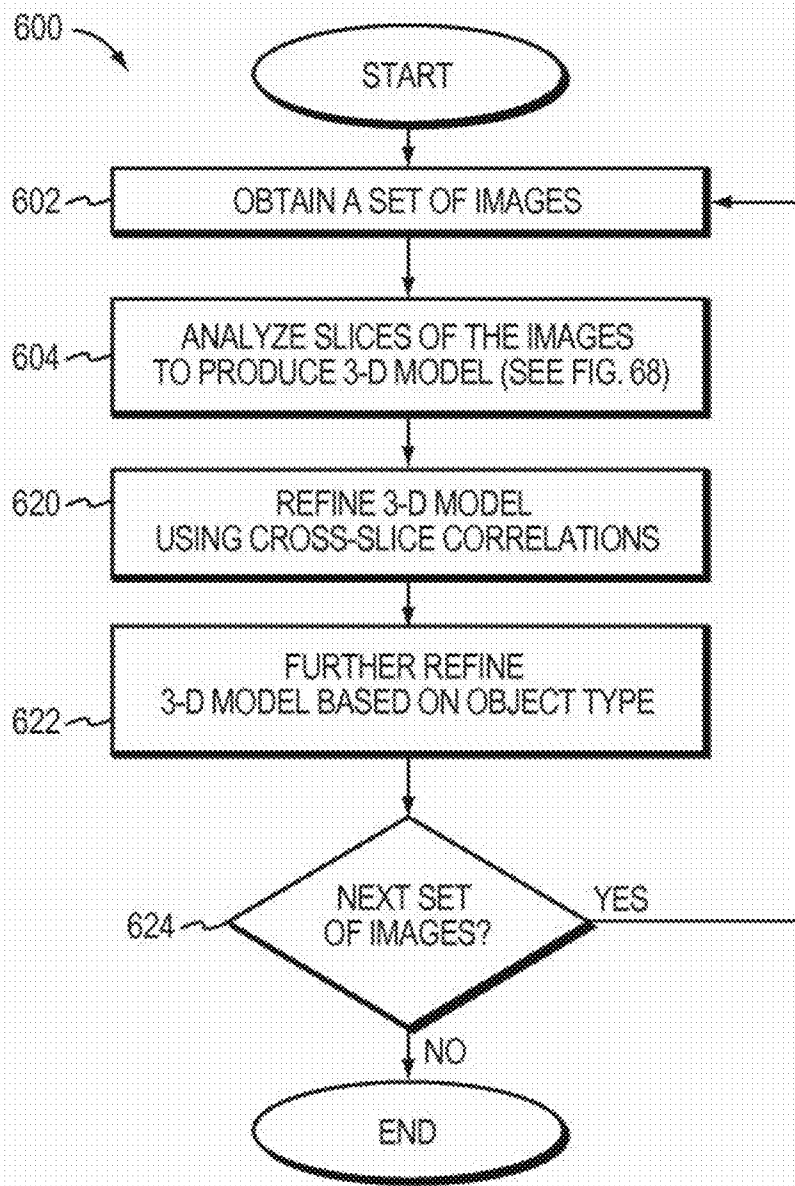 600
START
602
OBTAIN A SET OF IMAGES
604
ANALYZE SLICES OF THE IMAGES
TO PRODUCE 3-D MODEL (SEE FIG. 68)
620
REFINE 3-D MODEL
USING CROSS-SLICE CORRELATIONS
FURTHER REFINE
3-D MODEL BASED ON OBJECT TYPE
622
NEXT SET
OF IMAGES?
YES
624
NO
END